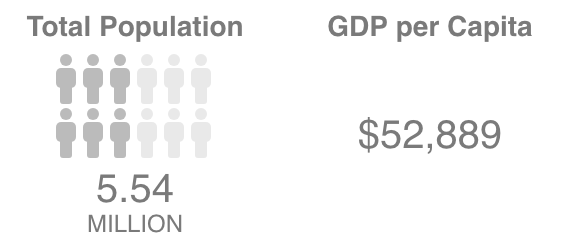 Total Population
5.54
MILLION
GDP per Capita
$52,889